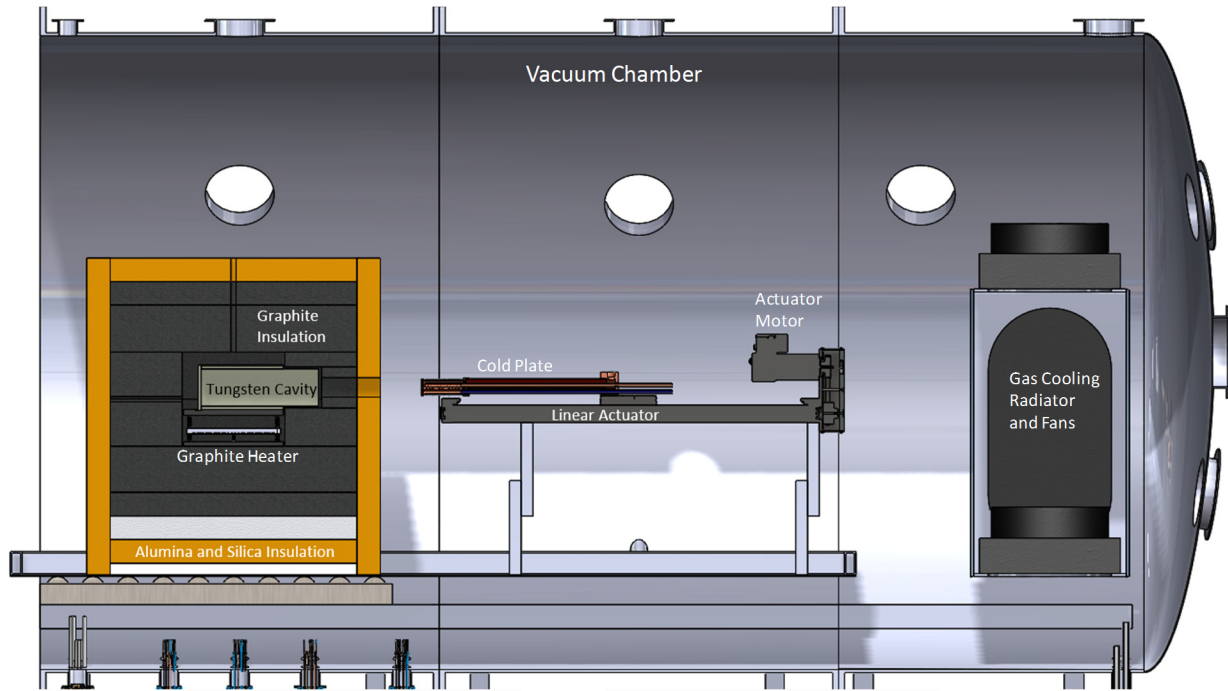 Vacuum Chamber
Graphite
Insulation
Tungsten Cavity
Graphite Heater
Alumina and Silica Insulation
Cold Plate
Linear Actuator
Actuator
Motor
Gas Cooling
Radiator
and Fans